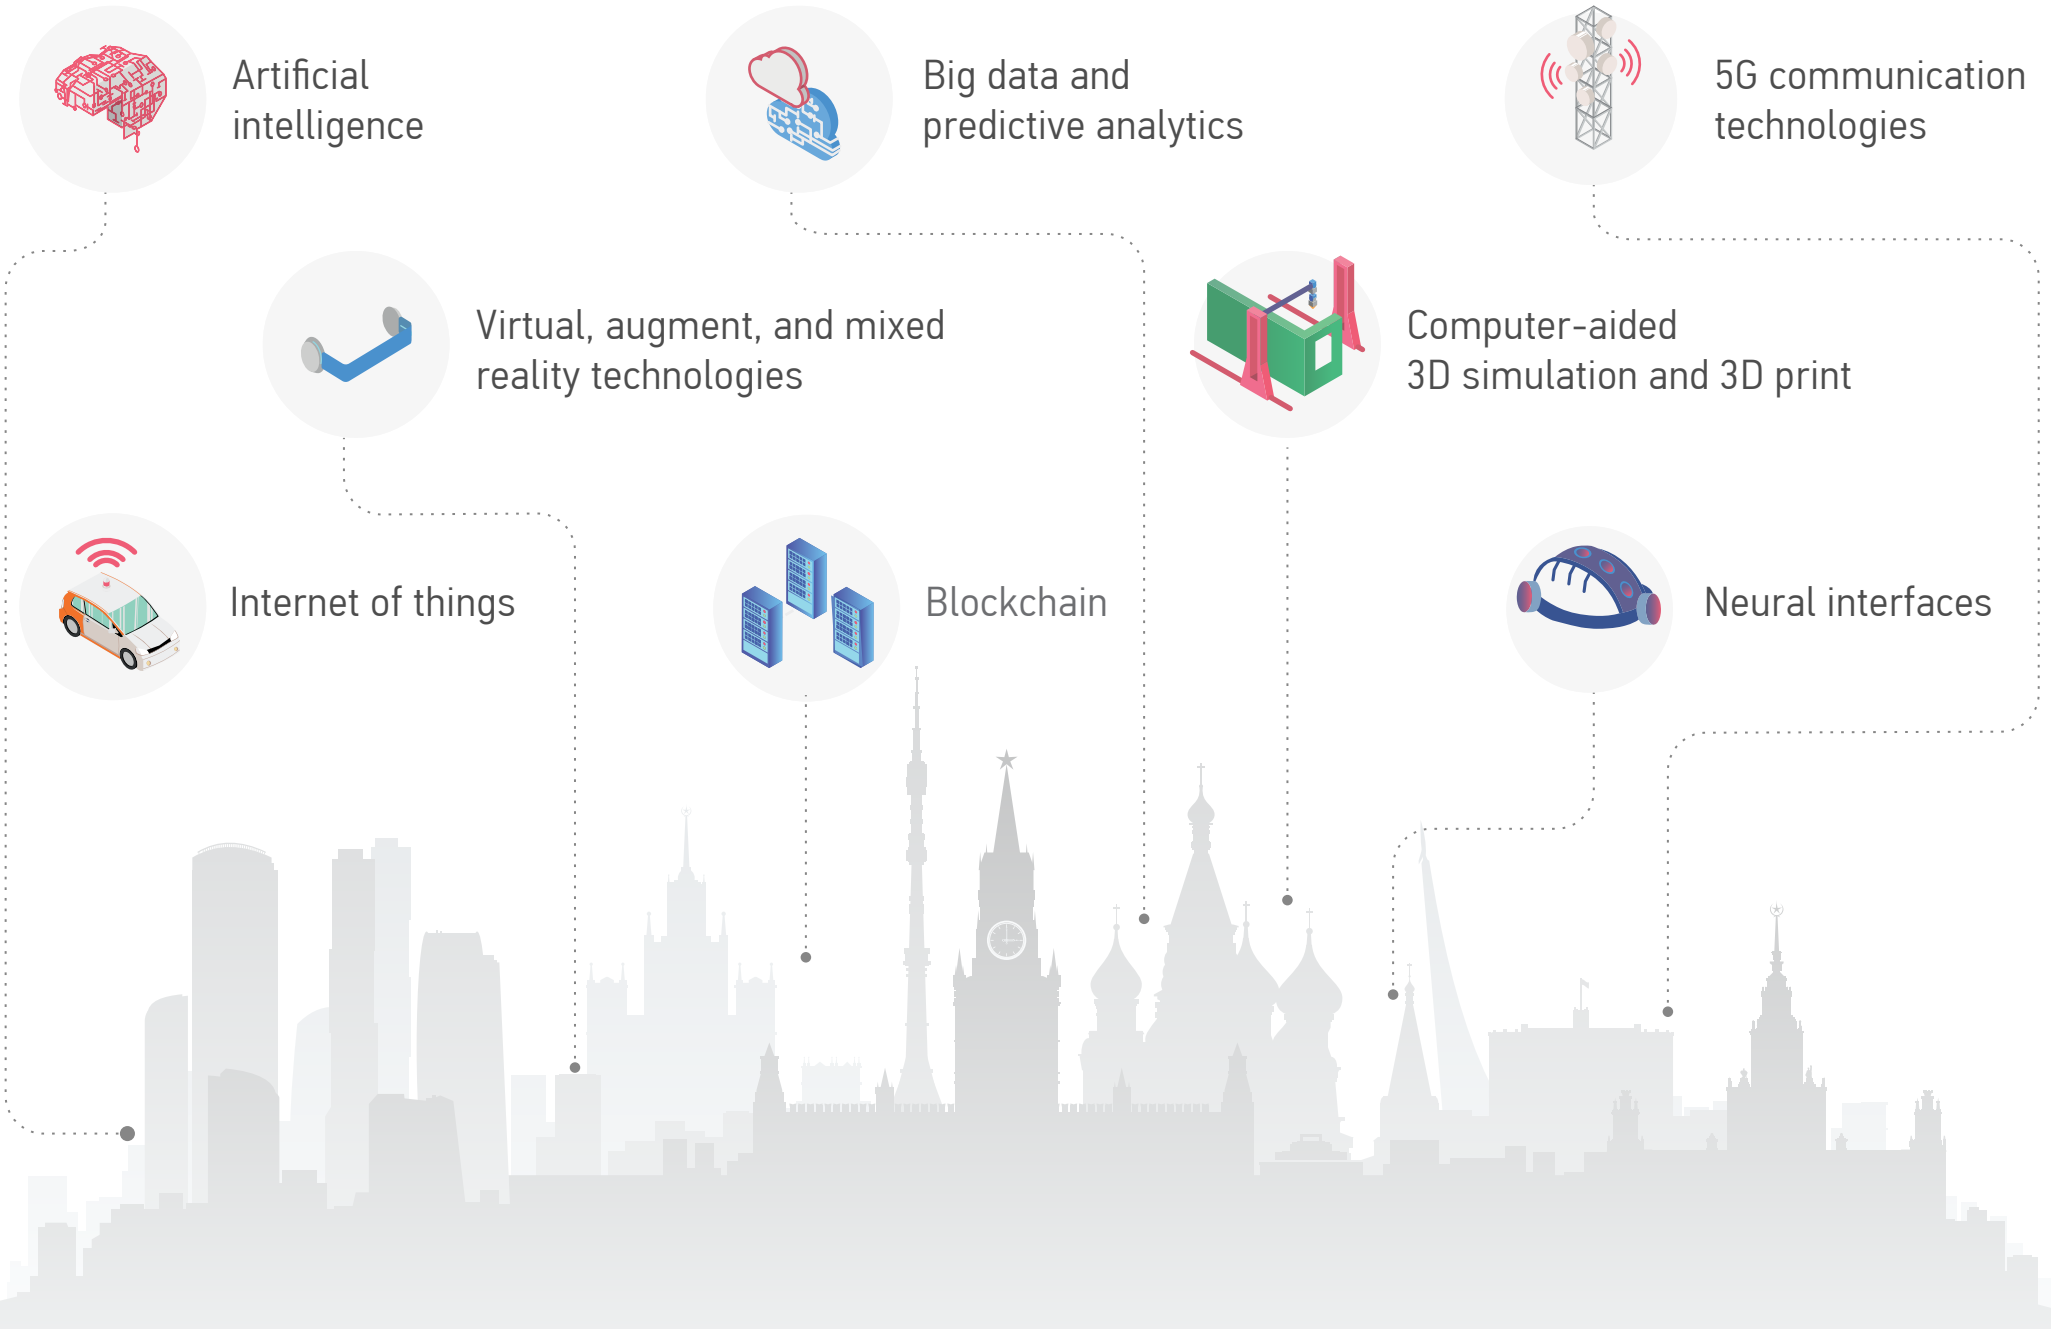 Artificial
intelligence
Big data and
predictive analytics
5G communication
technologies
Virtual, augment, and mixed
reality technologies
Computer-aided
3D simulation and 3D print
Internet of things
Blockchain
Neural interfaces